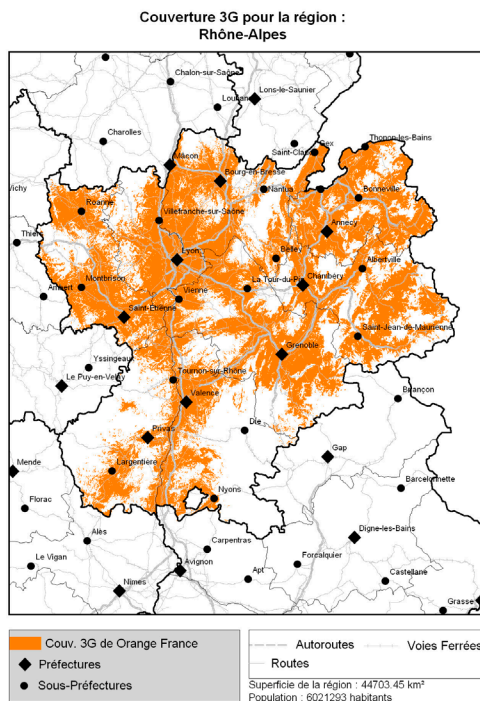 Couverture 3G pour la région :
Rhône-Alpes
Chalon-sur-Saône
Lons-le-Saunier
Charolles
Mâcon
Gex
Thonon-les-Bains
Vichy
Bourg-en-Bresse
Nantua
Bonneville
Roanne
Villefranche-sur-Saône
Thiers
Annecy
Lyon
Belley
Albertville
Montbrison
Ambert
La Tour-du-Pin
Chambéry
Vienne
Saint-Etienne
Saint-Jean-de-Maurienne
Grenoble
Yssingeaux
Tournon-sur-Rhône
Le Puy-en-Velay
Briançon
Valence
Die
Privas
Gap
Mende
Largentière
Barcelonnette
Nyons
Florac
Digne-les-Bains
Alès
Carpentras
Forcalquier
Le Vigan
Avignon
Apt
Castellane
Nîmes
Grasse
Couv. 3G de Orange France
Préfectures
Sous-Préfectures
Autoroutes
Voies Ferrées
Routes
Superficie de la région : 44703.45 km²
Population : 6021293 habitants